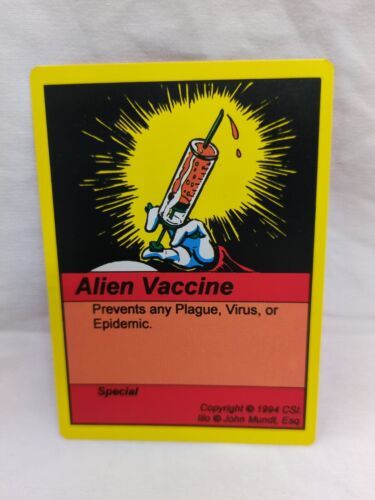 Alien Vaccine
Prevents any Plague, Virus, or
Epidemic.
Special
Copyright © 1994 CSI.
Illo © John Mundt, Esq